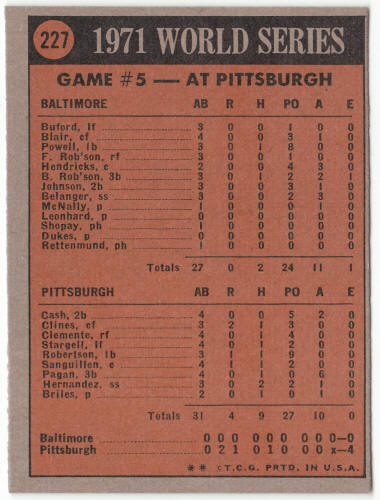 227 1971 WORLD SERIES
GAME #5 — AT PITTSBURGH
BALTIMORE AB R H PO A E
Buford, lf 3 0 0 1 0 0
Blair, cf 4 0 0 3 1 0
Powell, 1b 3 0 1 8 0 0
F. Rob'son, rf 3 0 0 1 0 0
Hendricks, c 2 0 0 4 3 0
B. Rob'son, 3b 3 0 1 2 2 1
Johnson, 2b 3 0 0 3 1 0
Belanger, ss 3 0 0 2 3 0
McNally, p 1 0 0 0 1 0
Leonhard, p 0 0 0 0 0 0
Shopay, ph 1 0 0 0 0 0
Dukes, p 0 0 0 0 0 0
Rettenmund, ph 1 0 0 0 0 0
Totals 27 0 2 24 11 1
PITTSBURGH AB R H PO A E
Cash, 2b 4 0 0 5 2 0
Clines, cf 3 2 1 3 0 0
Clemente, rf 4 0 1 4 0 0
Stargell, lf 4 0 1 2 0 0
Robertson, 1b 3 1 1 9 0 0
Sanguillen, c 4 1 1 2 0 0
Pagan, 3b 4 0 1 0 6 0
Hernandez, ss 3 0 2 2 1 0
Briles, p 2 0 1 0 1 0
Totals 31 4 9 27 10 0
Baltimore 0 0 0 0 0 0 0 0 0—0
Pittsburgh 0 2 1 0 1 0 0 0 x—4
* * ©T.C.G. PRTD. IN U.S.A.